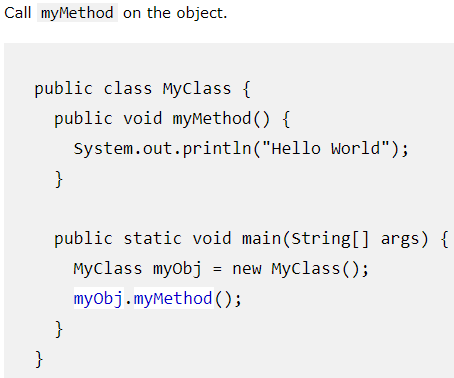 Call myMethod on the object.
public class MyClass {
  public void myMethod() {
    System.out.println("Hello World");
  }

  public static void main(String[] args) {
    MyClass myObj = new MyClass();
    myObj.myMethod();
  }
}